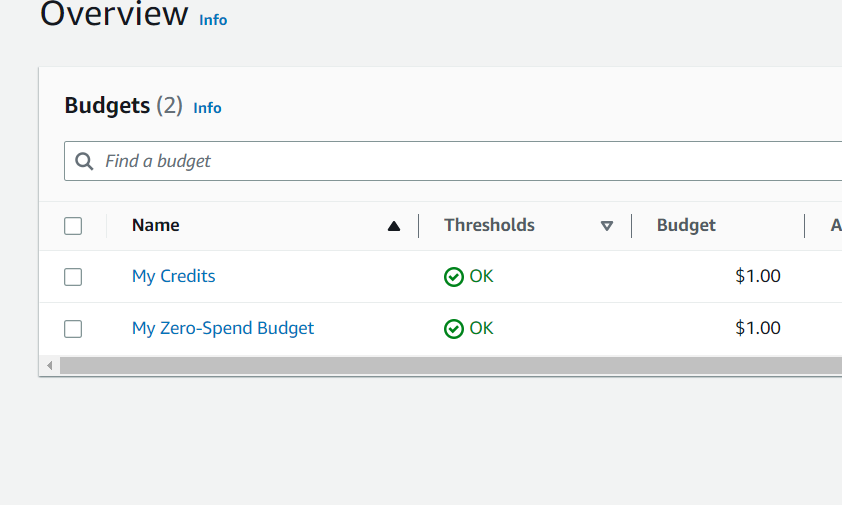 Overview Info
Budgets (2) Info
Find a budget
Name Thresholds Budget A
My Credits OK $1.00
My Zero-Spend Budget OK $1.00